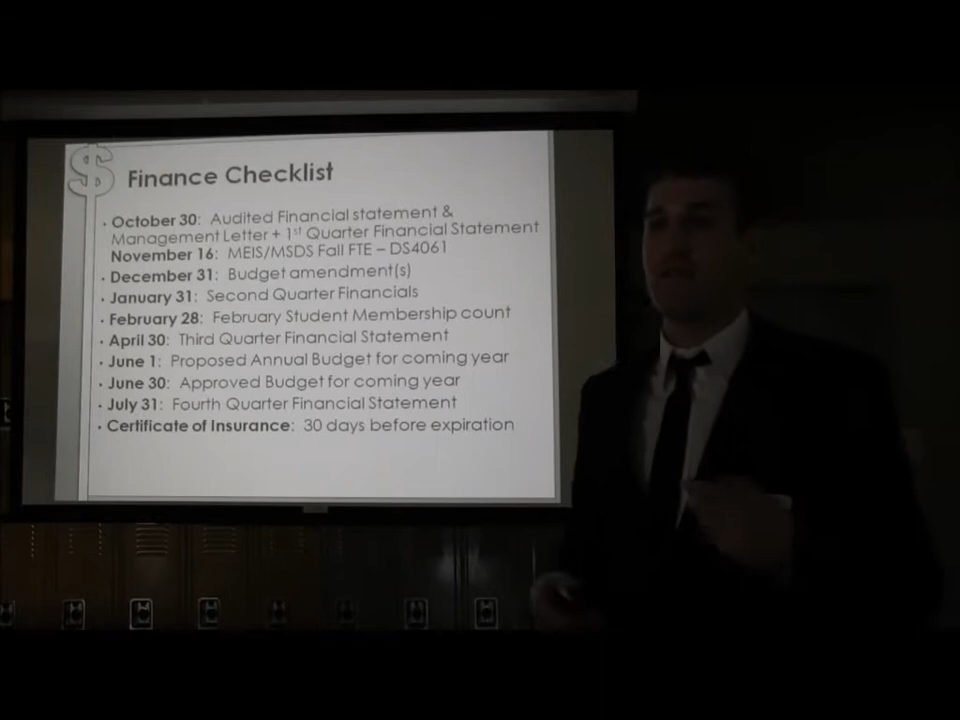 $ Finance Checklist
• October 30: Audited Financial statement &
Management Letter + 1st Quarter Financial Statement
November 16: MEIS/MSDS Fall FTE – DS4061
• December 31: Budget amendment(s)
• January 31: Second Quarter Financials
• February 28: February Student Membership count
• April 30: Third Quarter Financial Statement
• June 1: Proposed Annual Budget for coming year
• June 30: Approved Budget for coming year
• July 31: Fourth Quarter Financial Statement
• Certificate of Insurance: 30 days before expiration